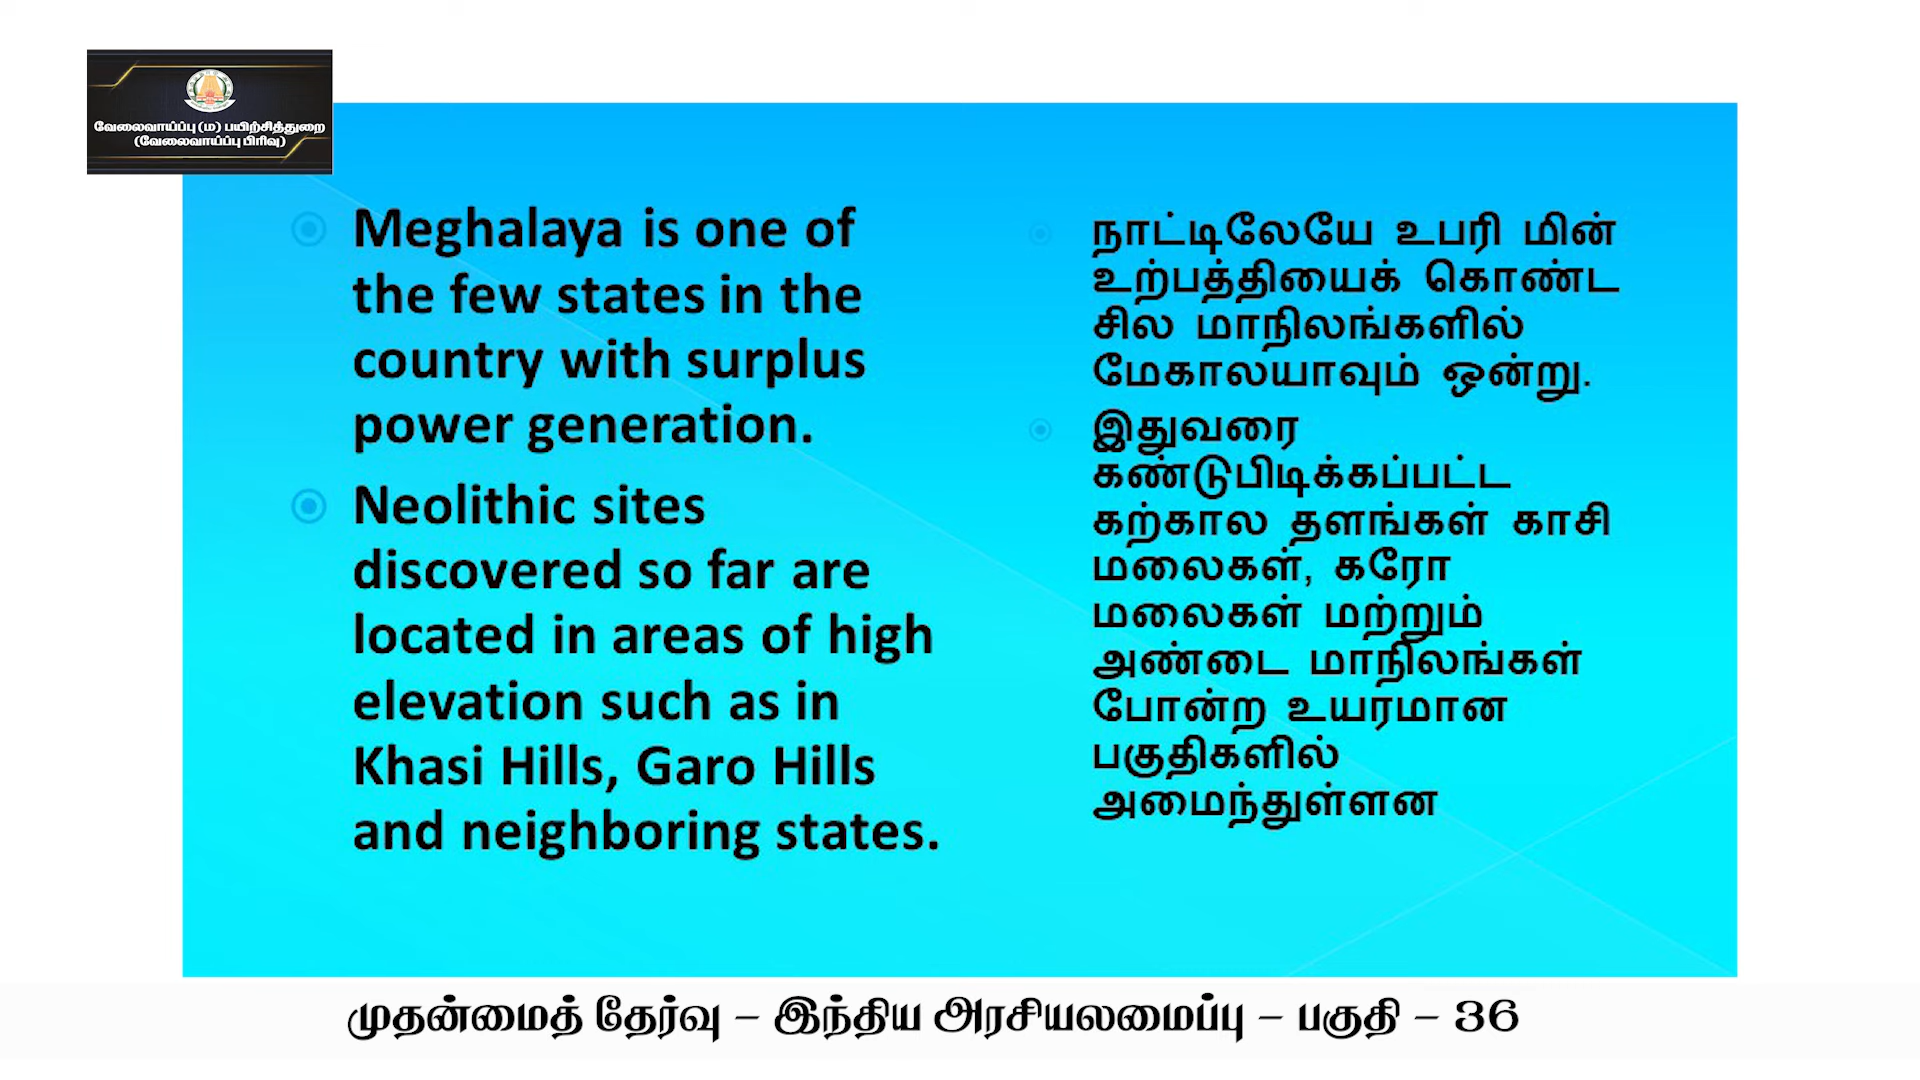 வேலைவாய்ப்பு (ம) பயிற்சித்துறை
(வேலைவாய்ப்பு பிரிவு)
Meghalaya is one of
the few states in the
country with surplus
power generation.
Neolithic sites
discovered so far are
located in areas of high
elevation such as in
Khasi Hills, Garo Hills
and neighboring states.
நாட்டிலேயே உபரி மின்
உற்பத்தியைக் கொண்ட
சில மாநிலங்களில்
மேகாலயாவும் ஒன்று.
இதுவரை
கண்டுபிடிக்கப்பட்ட
கற்கால தளங்கள் காசி
மலைகள், கரோ
மலைகள் மற்றும்
அண்டை மாநிலங்கள்
போன்ற உயரமான
பகுதிகளில்
அமைந்துள்ளன
முதன்மைத் தேர்வு – இந்திய அரசியலமைப்பு – பகுதி – 36